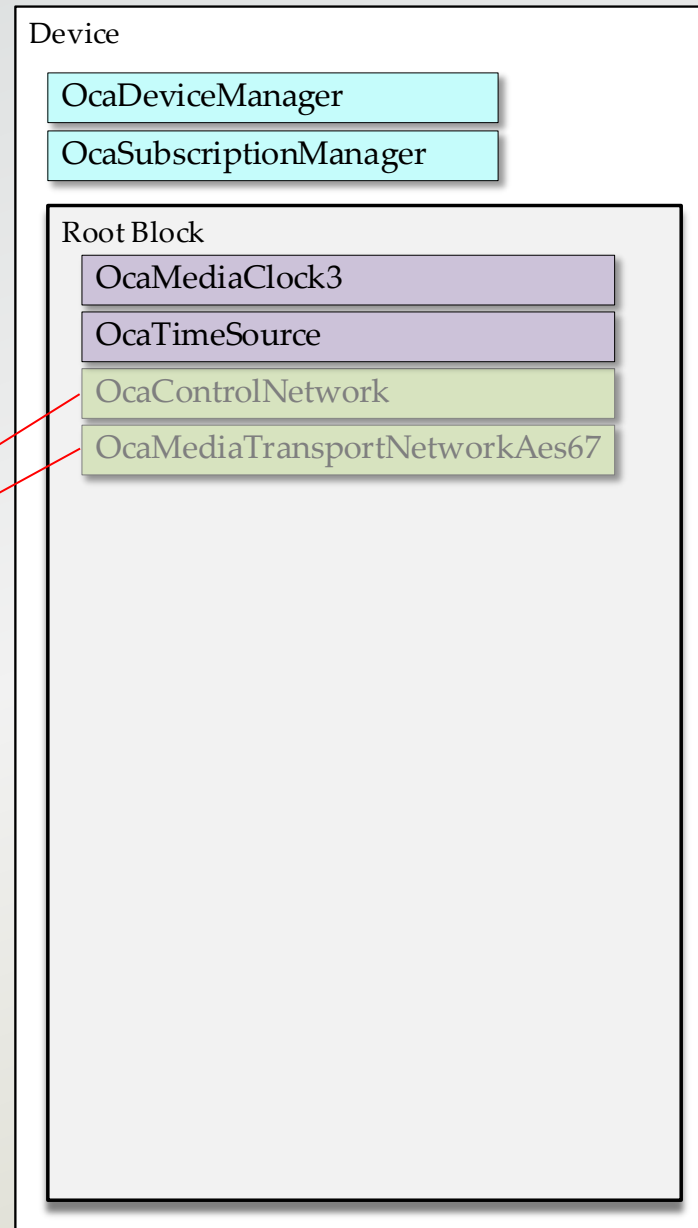 Device
OcaDeviceManager
OcaSubscriptionManager
Root Block
OcaMediaClock3
OcaTimeSource
OcaControlNetwork
OcaMediaTransportNetworkAes67